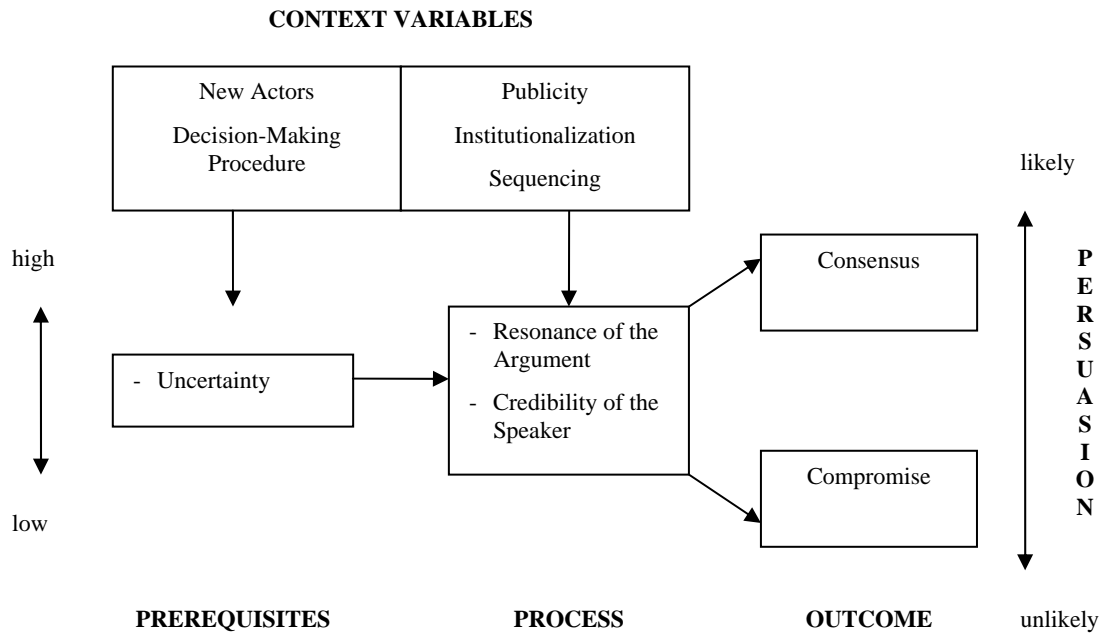 CONTEXT VARIABLES
New Actors
Decision-Making
Procedure
Publicity
Institutionalization
Sequencing
likely
high
Consensus
PERSUASION
- Resonance of the
Argument
- Credibility of the
Speaker
- Uncertainty
Compromise
low
PREREQUISITES
PROCESS
OUTCOME
unlikely